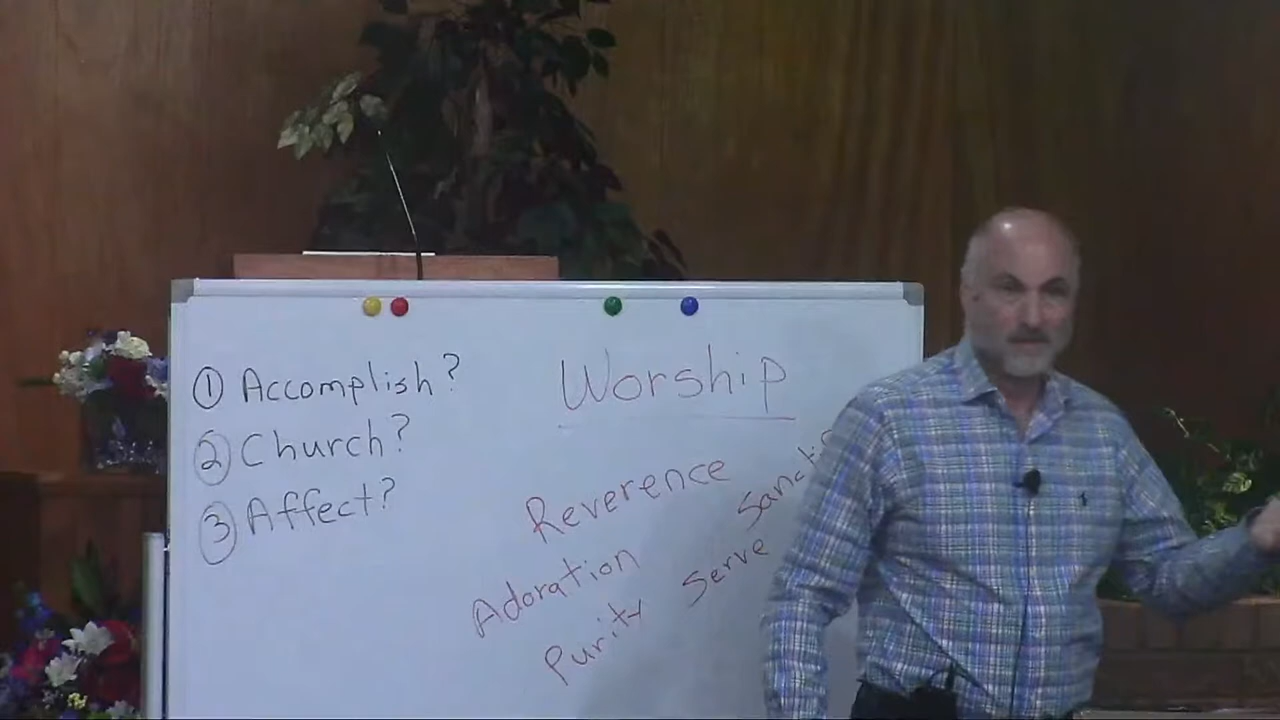 ① Accomplish?
② Church?
③ Affect?
Worship
Reverence
Adoration
Purity
Serve